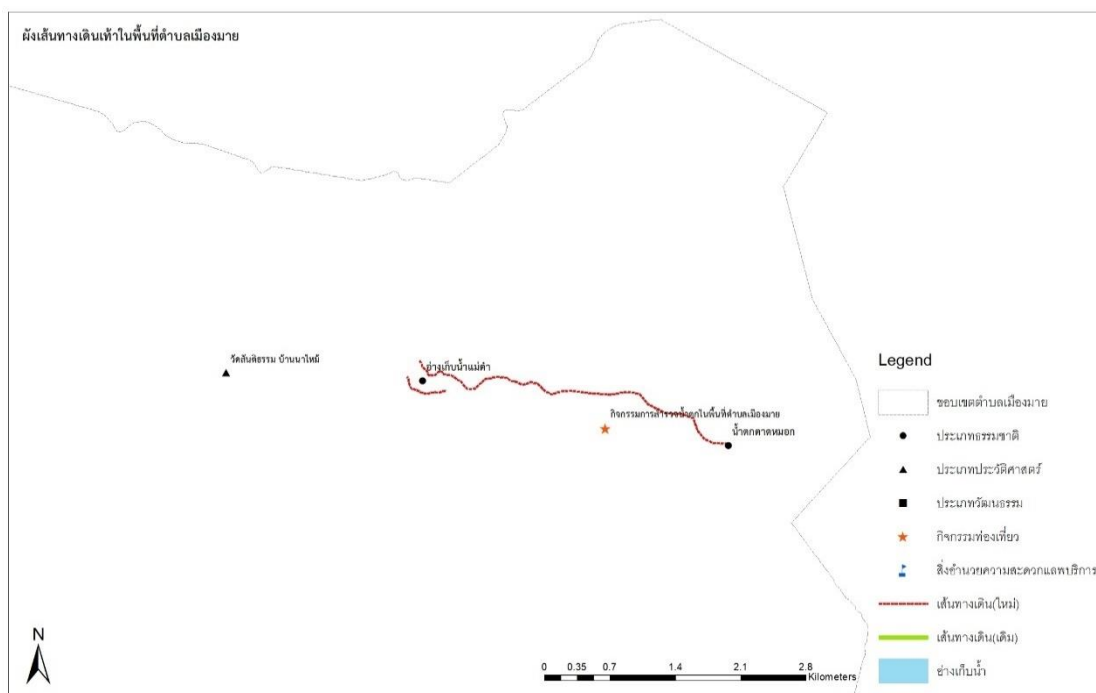 ผังเส้นทางเดินเท้าในพื้นที่ตำบลเมืองมาย
วัดสันติธรรม บ้านนาไหม้
อ่างเก็บน้ำแม่ตำ
กิจกรรมการสำรวจน้ำตกในพื้นที่ตำบลเมืองมาย
น้ำตกตาดหมอก
Legend
ขอบเขตตำบลเมืองมาย
ประเภทธรรมชาติ
ประเภทประวัติศาสตร์
ประเภทวัฒนธรรม
กิจกรรมท่องเที่ยว
สิ่งอำนวยความสะดวกแลพบริการ
เส้นทางเดิน(ใหม่)
เส้นทางเดิน(เดิม)
อ่างเก็บน้ำ
N
0 0.35 0.7 1.4 2.1 2.8
Kilometers